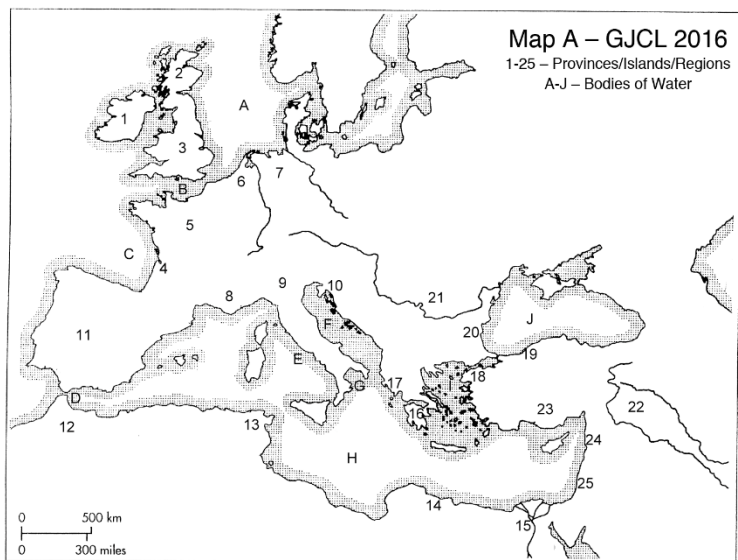 Map A – GJCL 2016
1-25 – Provinces/Islands/Regions
A-J – Bodies of Water
2
A
1
3
6
7
B
5
C
4
9
10
21
8
F
J
20
11
19
E
18
17
G
D
16
23
22
12
13
24
H
25
14
15
0 500 km
0 300 miles